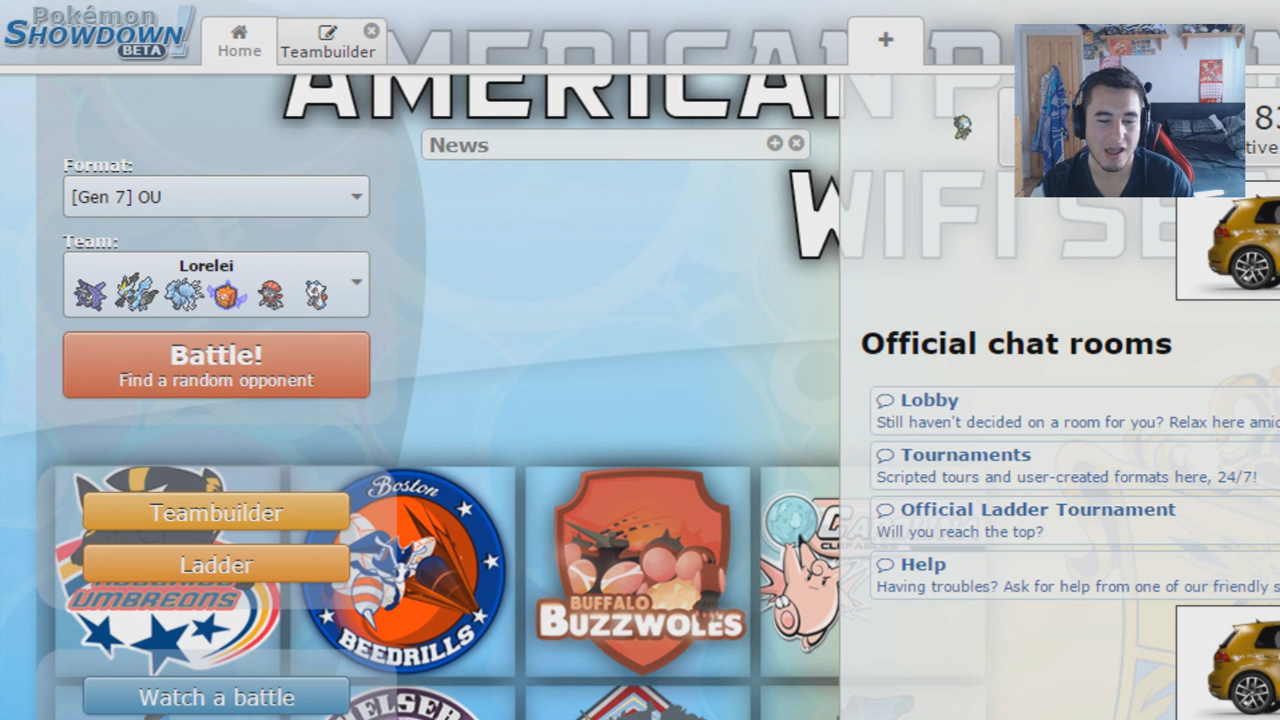 Pokémon
SHOWDOWN!
BETA
Home
Teambuilder
+
AMERICAN P
WIFI SE
News
Format:
[Gen 7] OU
Team:
Lorelei
Battle!
Find a random opponent
Teambuilder
Ladder
Watch a battle
UMBREONS
Boston
BEEDRILLS
BUFFALO
BUZZWOLES
Official chat rooms
Lobby
Still haven't decided on a room for you? Relax here amid
Tournaments
Scripted tours and user-created formats here, 24/7!
Official Ladder Tournament
Will you reach the top?
Help
Having troubles? Ask for help from one of our friendly s